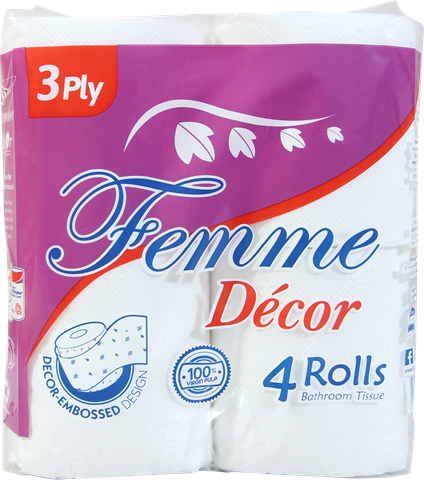 3 Ply
Femme
Décor
DECOR-EMBOSSED DESIGN
100%
VIRGIN PULP
4 Rolls
Bathroom Tissue